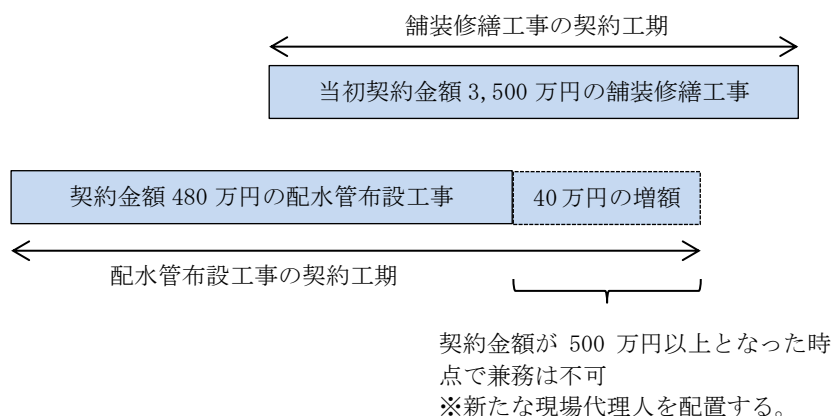 舗装修繕工事の契約工期
当初契約金額 3,500 万円の舗装修繕工事
契約金額 480 万円の配水管布設工事
40 万円の増額
配水管布設工事の契約工期
契約金額が 500 万円以上となった時
点で兼務は不可
※新たな現場代理人を配置する。